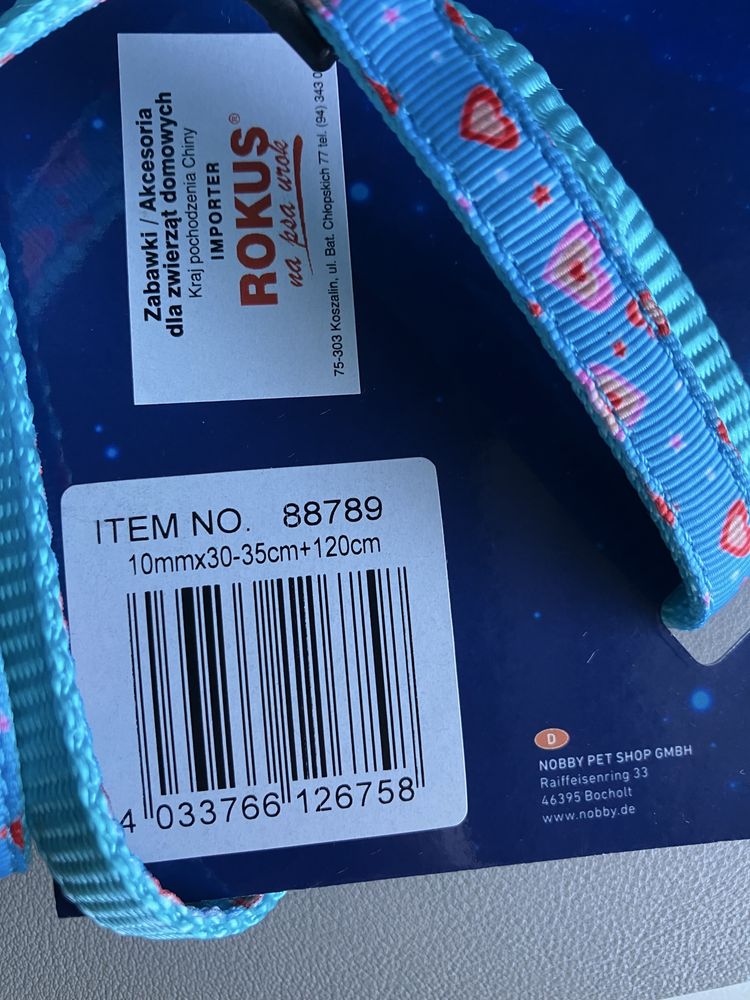 Zabawki / Akcesoria
dla zwierząt domowych
Kraj pochodzenia Chiny
IMPORTER
ROKUS®
na psa urok
75-303 Koszalin, ul. Bat. Chłopskich 77 tel. (94) 343 0
ITEM NO. 88789
10mmx30-35cm+120cm
4 033766 126758
D
NOBBY PET SHOP GMBH
Raiffeisenring 33
46395 Bocholt
www.nobby.de